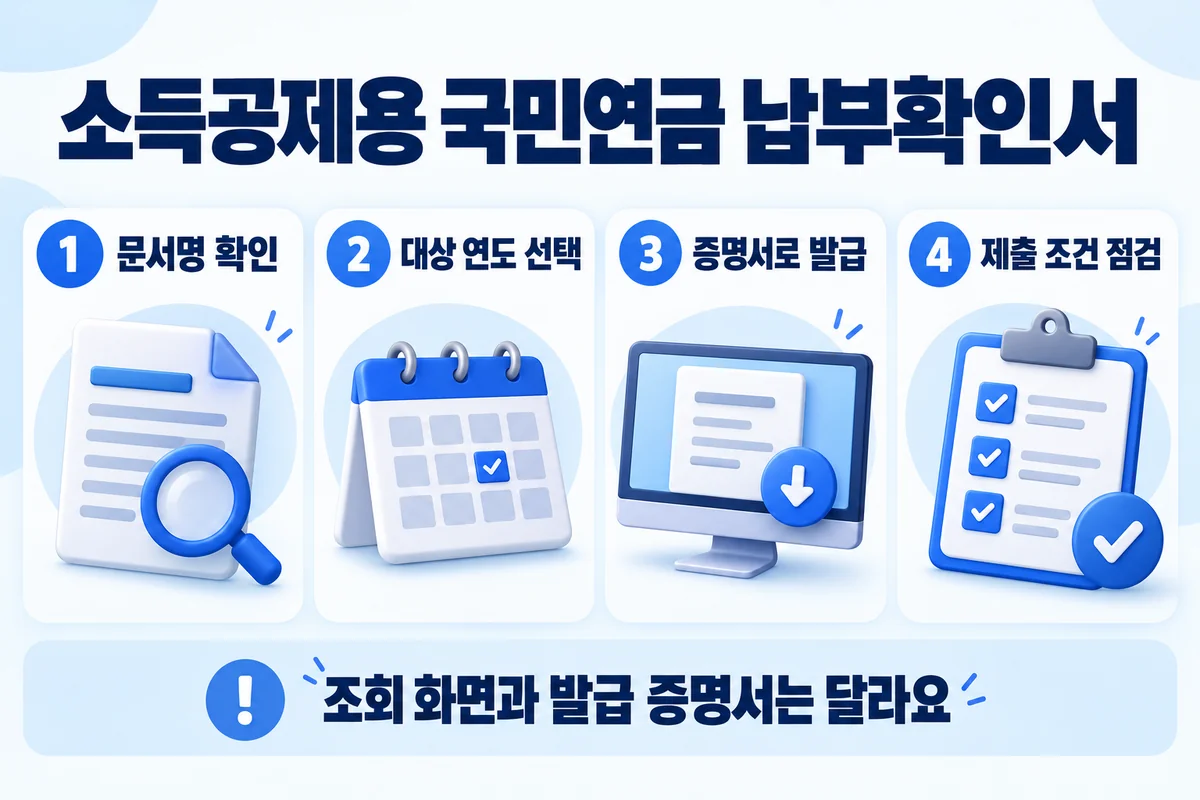 소득공제용 국민연금 납부확인서
1 문서명 확인
2 대상 연도 선택
3 증명서로 발급
4 제출 조건 점검
! 조회 화면과 발급 증명서는 달라요